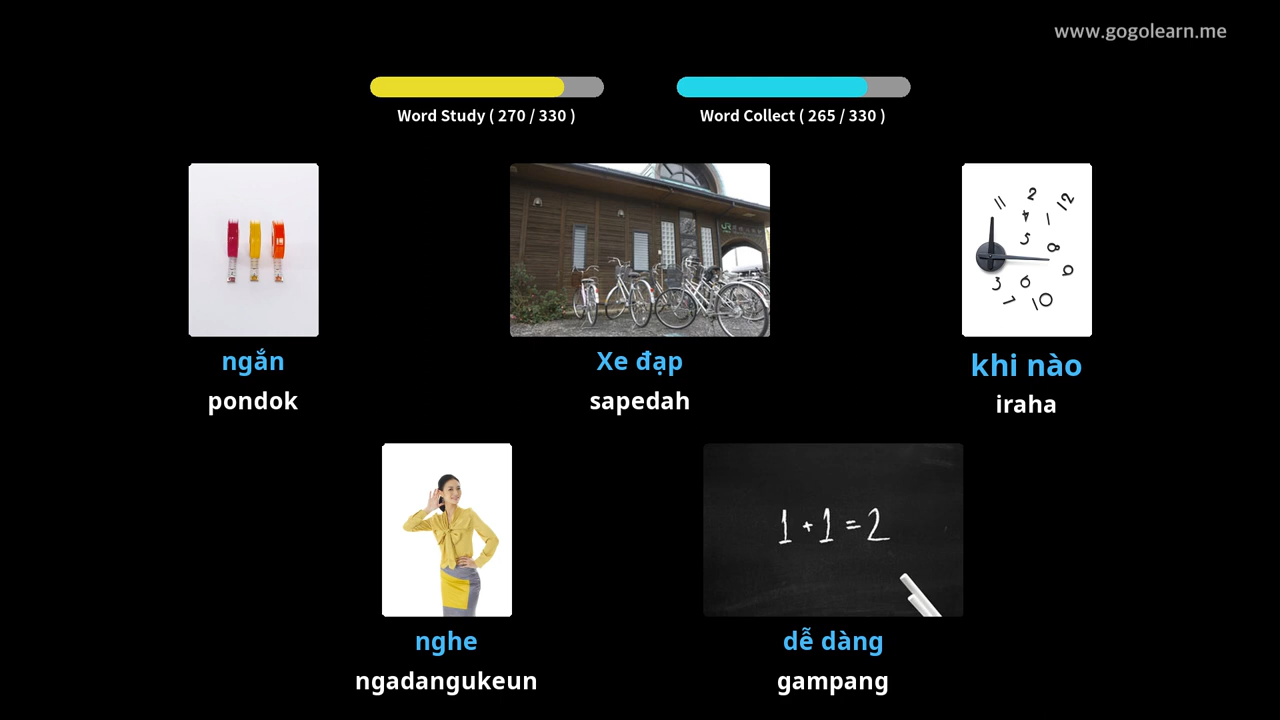 www.gogolearn.me
Word Study ( 270 / 330 )
Word Collect ( 265 / 330 )
ngắn
pondok
Xe đạp
sapedah
khi nào
iraha
nghe
ngadangukeun
1 + 1 = 2
dễ dàng
gampang